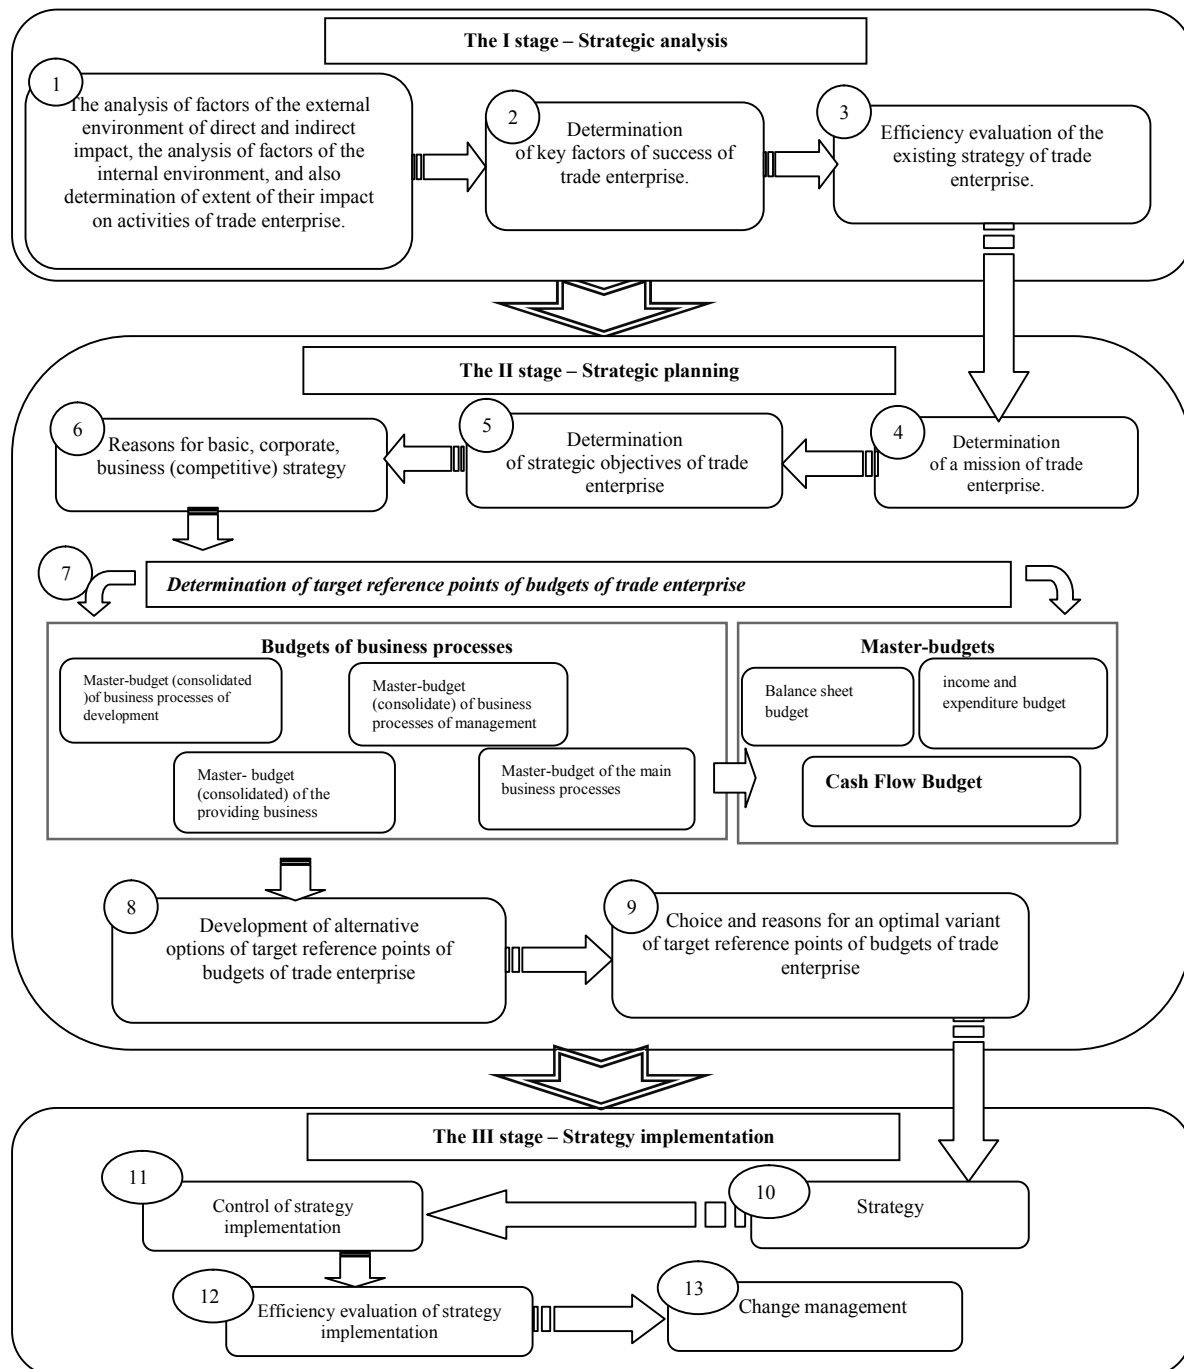 The I stage – Strategic analysis
1
The analysis of factors of the external
environment of direct and indirect
impact, the analysis of factors of the
internal environment, and also
determination of extent of their impact
on activities of trade enterprise.
2
Determination
of key factors of success of
trade enterprise.
3
Efficiency evaluation of the
existing strategy of trade
enterprise.
The II stage – Strategic planning
6
Reasons for basic, corporate,
business (competitive) strategy
5
Determination
of strategic objectives of trade
enterprise
4
Determination
of a mission of trade
enterprise.
7
Determination of target reference points of budgets of trade enterprise
Budgets of business processes
Master-budget (consolidated
)of business processes of
development
Master-budget
(consolidate) of business
processes of management
Master- budget
(consolidated) of the
providing business
Master-budget of the main
business processes
Master-budgets
Balance sheet
budget
income and
expenditure budget
Cash Flow Budget
8
Development of alternative
options of target reference points of
budgets of trade enterprise
9
Choice and reasons for an optimal variant
of target reference points of budgets of trade
enterprise
The III stage – Strategy implementation
11
Control of strategy
implementation
10
Strategy
12
Efficiency evaluation of strategy
implementation
13
Change management